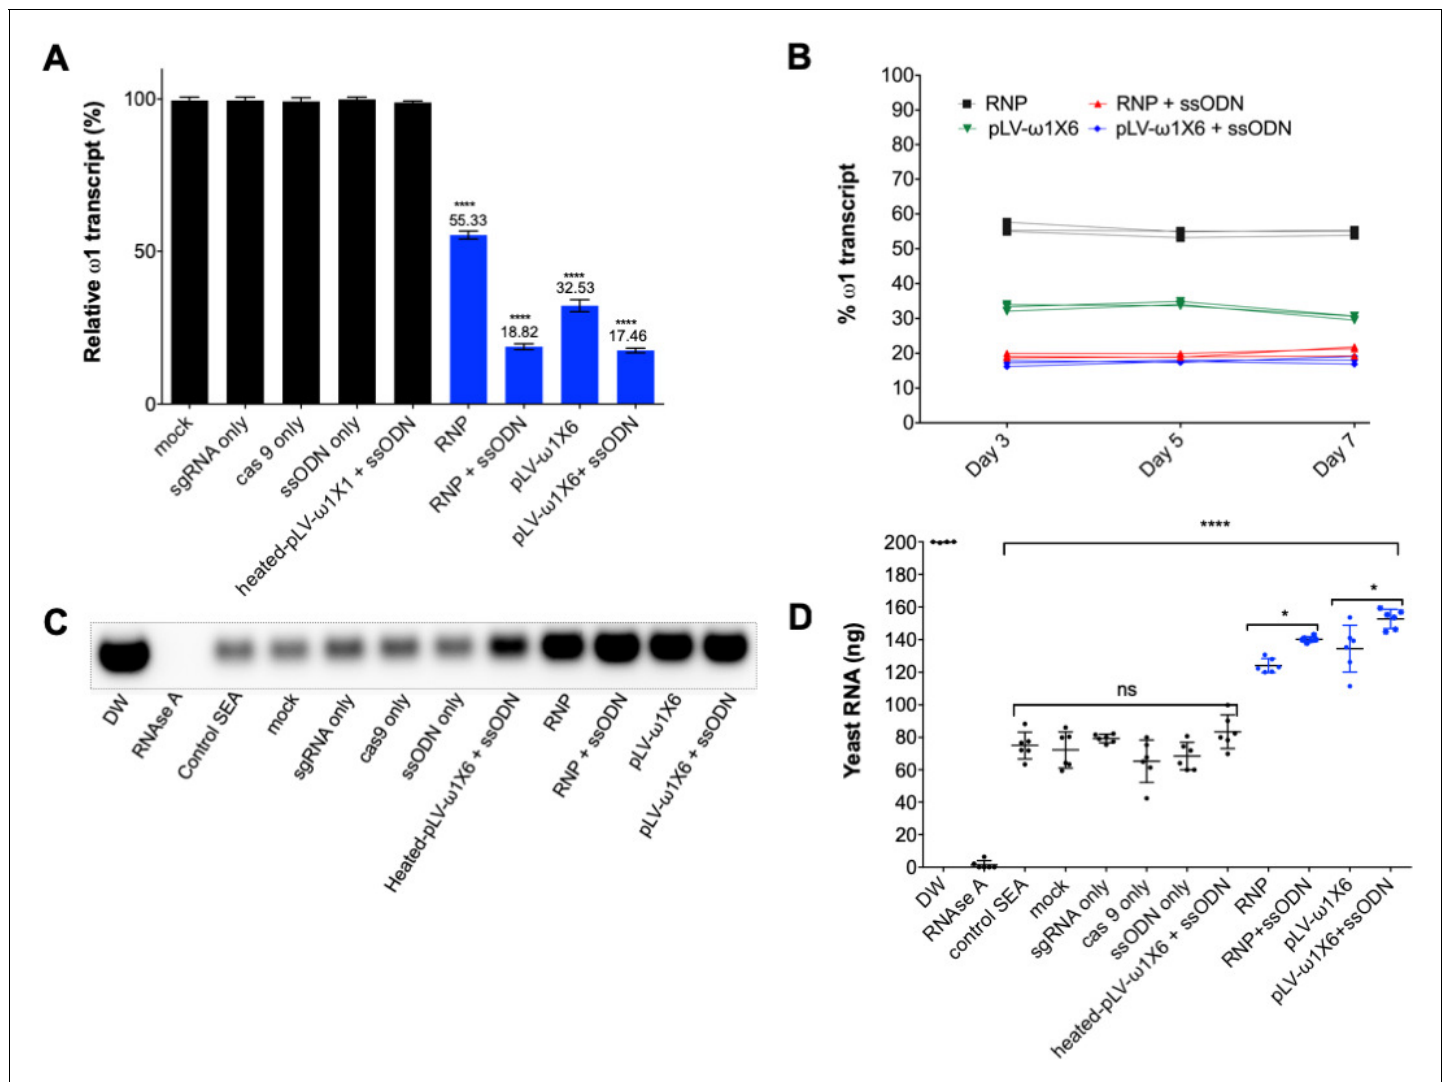 A
Relative ω1 transcript (%)
100
50
0
****
55.33
****
18.82
****
32.53
****
17.46
mock
sgRNA only
cas 9 only
ssODN only
heated-pLV-ω1X1 + ssODN
RNP
RNP + ssODN
pLV-ω1X6
pLV-ω1X6+ ssODN
B
% ω1 transcript
100
90
80
70
60
50
40
30
20
10
0
RNP
RNP + ssODN
pLV-ω1X6
pLV-ω1X6 + ssODN
Day 3
Day 5
Day 7
C
DW
RNAse A
Control SEA
mock
sgRNA only
cas9 only
ssODN only
Heated-pLV-ω1X6 + ssODN
RNP
RNP + ssODN
pLV-ω1X6
pLV-ω1X6 + ssODN
D
Yeast RNA (ng)
200
180
160
140
120
100
80
60
40
20
0
****
ns
*
*
DW
RNAse A
control SEA
mock
sgRNA only
cas 9 only
ssODN only
heated-pLV-ω1X6 + ssODN
RNP
RNP+ssODN
pLV-ω1X6
pLV-ω1X6+ssODN